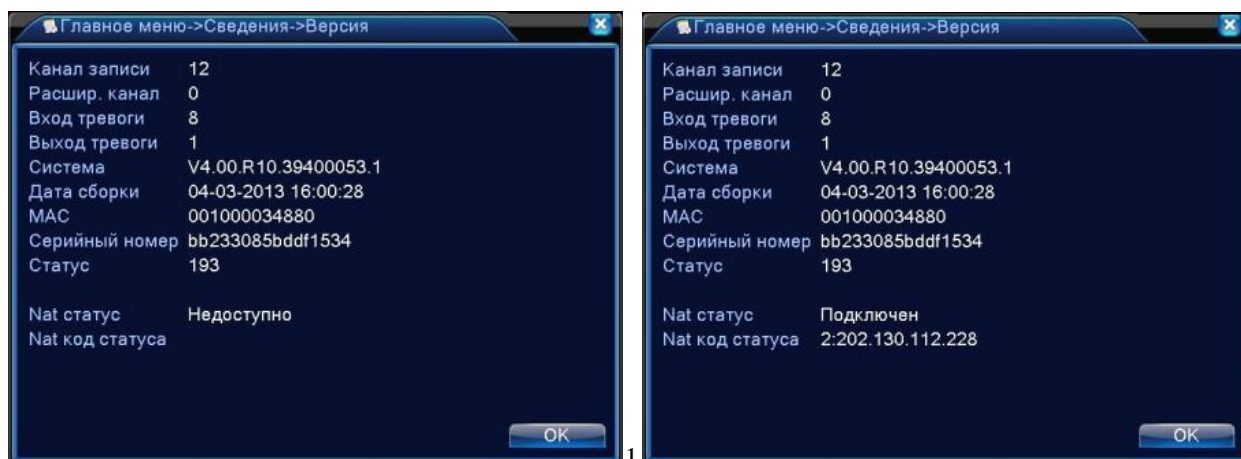 Главное меню->Сведения->Версия
Канал записи 12
Расшир. канал 0
Вход тревоги 8
Выход тревоги 1
Система V4.00.R10.39400053.1
Дата сборки 04-03-2013 16:00:28
MAC 001000034880
Серийный номер bb233085bddf1534
Статус 193
Nat статус Недоступно
Nat код статуса
OK
1
Главное меню->Сведения->Версия
Канал записи 12
Расшир. канал 0
Вход тревоги 8
Выход тревоги 1
Система V4.00.R10.39400053.1
Дата сборки 04-03-2013 16:00:28
MAC 001000034880
Серийный номер bb233085bddf1534
Статус 193
Nat статус Подключен
Nat код статуса 2:202.130.112.228
OK